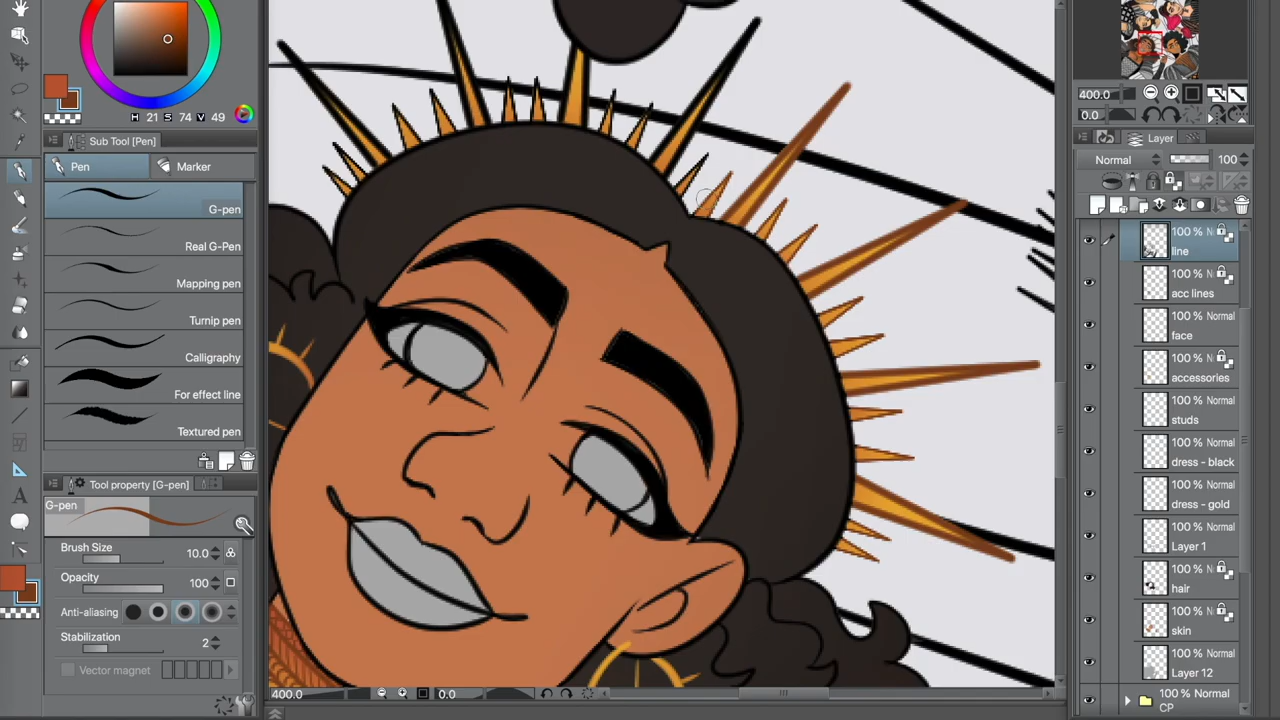 H 21 S 74 V 49
Sub Tool [Pen]
Pen
Marker
G-pen
Real G-Pen
Mapping pen
Turnip pen
Calligraphy
For effect line
Textured pen
Tool property [G-pen]
G-pen
Brush Size 10.0
Opacity 100
Anti-aliasing
Stabilization 2
Vector magnet
400.0 0.0
400.0
0.0
Layer
Normal 100
100 % N
line
100 % N
acc lines
100 % Normal
face
100 % N
accessories
100 % Normal
studs
100 % Normal
dress - black
100 % Normal
dress - gold
100 % Normal
Layer 1
100 % N
hair
100 % N
skin
100 % Normal
Layer 12
100 % Normal
CP